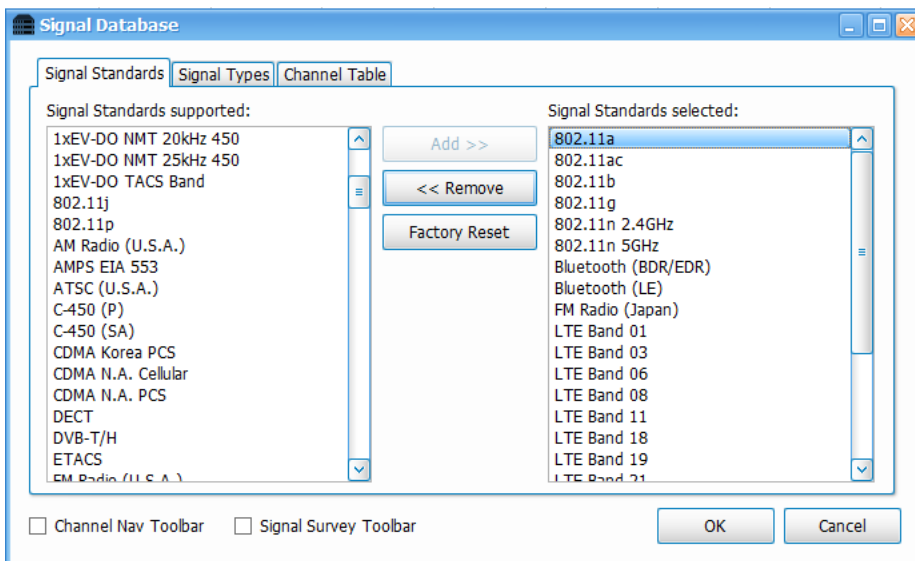 Signal Database
Signal Standards
Signal Types
Channel Table
Signal Standards supported:
1xEV-DO NMT 20kHz 450
1xEV-DO NMT 25kHz 450
1xEV-DO TACS Band
802.11j
802.11p
AM Radio (U.S.A.)
AMPS EIA 553
ATSC (U.S.A.)
C-450 (P)
C-450 (SA)
CDMA Korea PCS
CDMA N.A. Cellular
CDMA N.A. PCS
DECT
DVB-T/H
ETACS
FM Radio (U.S.A.)
Add >>
<< Remove
Factory Reset
Signal Standards selected:
802.11a
802.11ac
802.11b
802.11g
802.11n 2.4GHz
802.11n 5GHz
Bluetooth (BDR/EDR)
Bluetooth (LE)
FM Radio (Japan)
LTE Band 01
LTE Band 03
LTE Band 06
LTE Band 08
LTE Band 11
LTE Band 18
LTE Band 19
LTE Band 21
Channel Nav Toolbar
Signal Survey Toolbar
OK
Cancel